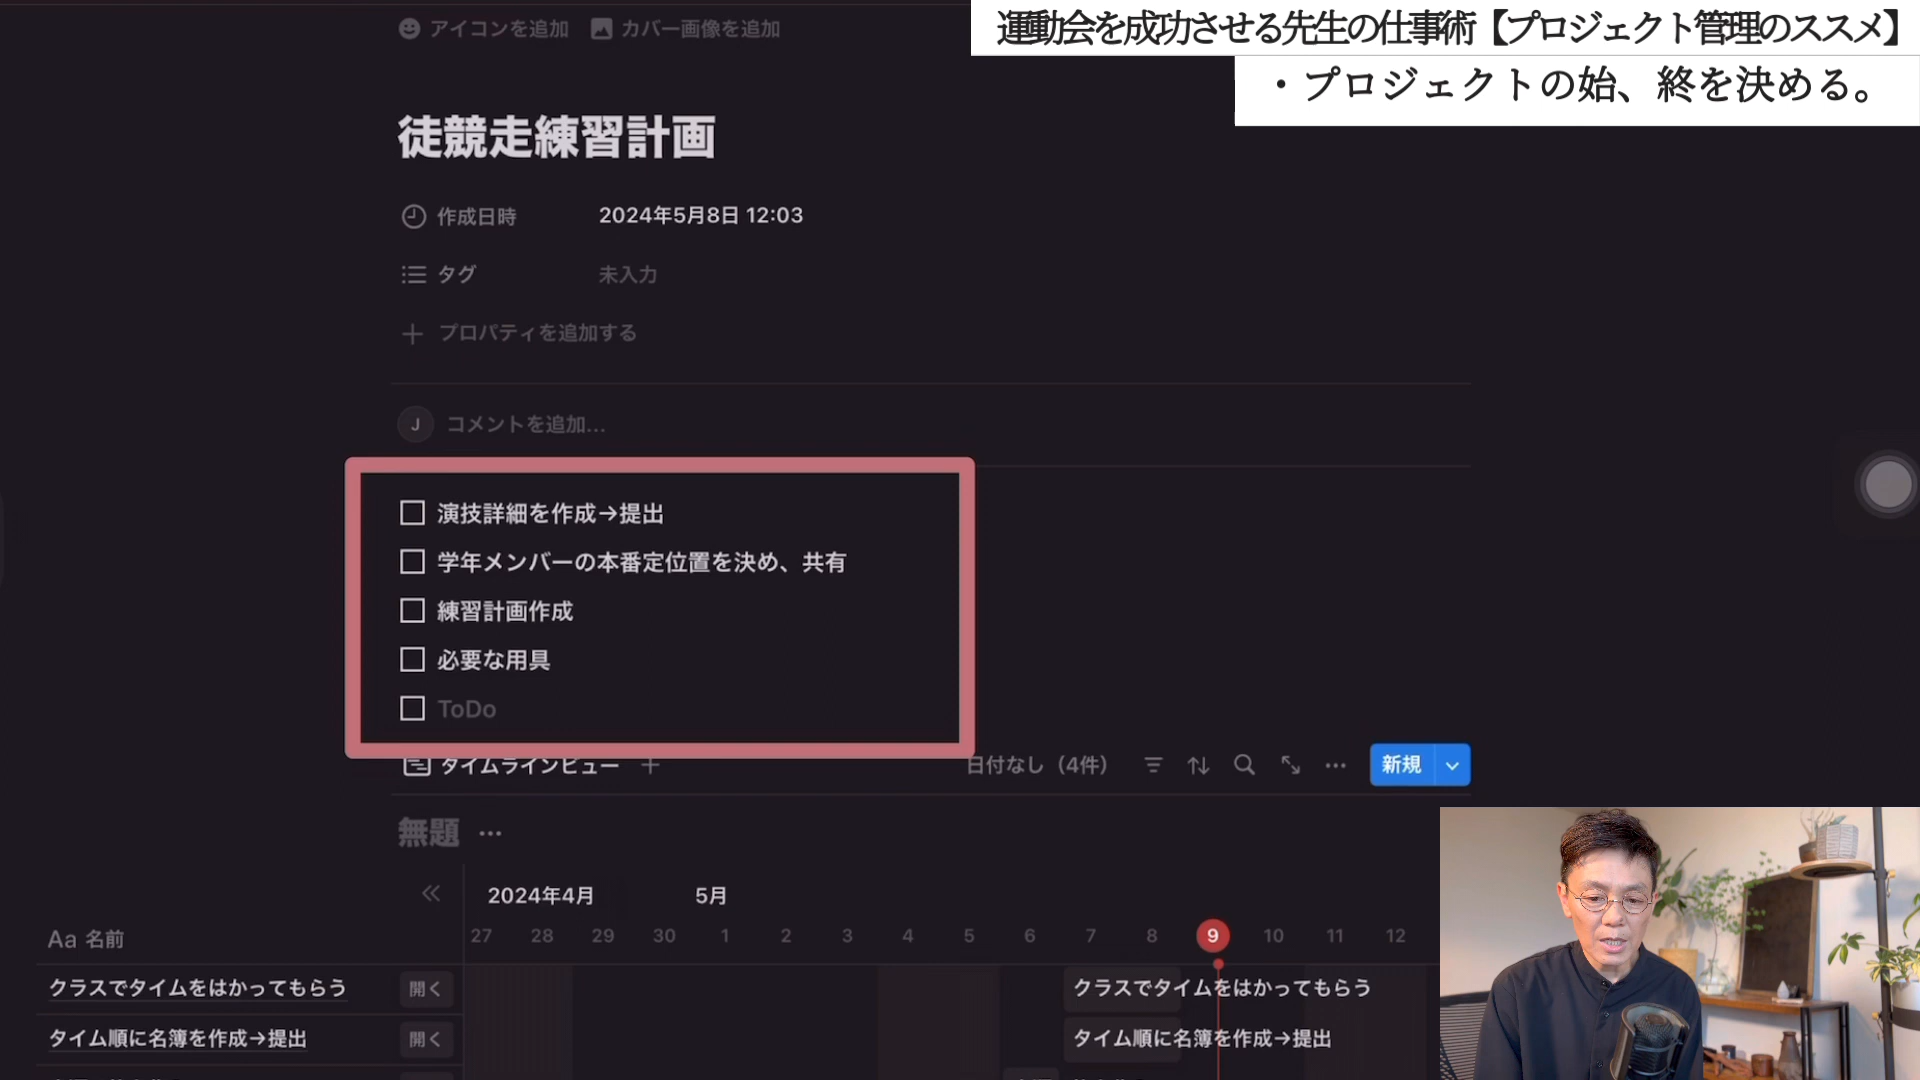 アイコンを追加 カバー画像を追加
運動会を成功させる先生の仕事術【プロジェクト管理のススメ】
・プロジェクトの始、終を決める。
徒競走練習計画
作成日時 2024年5月8日 12:03
タグ 未入力
プロパティを追加する
J コメントを追加...
演技詳細を作成→提出
学年メンバーの本番定位置を決め、共有
練習計画作成
必要な用具
ToDo
タイムラインビュー 日付なし（4件） 新規
無題 ...
2024年4月 5月
Aa 名前 27 28 29 30 1 2 3 4 5 6 7 8 9 10 11 12
クラスでタイムをはかってもらう 開く クラスでタイムをはかってもらう
タイム順に名簿を作成→提出 開く タイム順に名簿を作成→提出